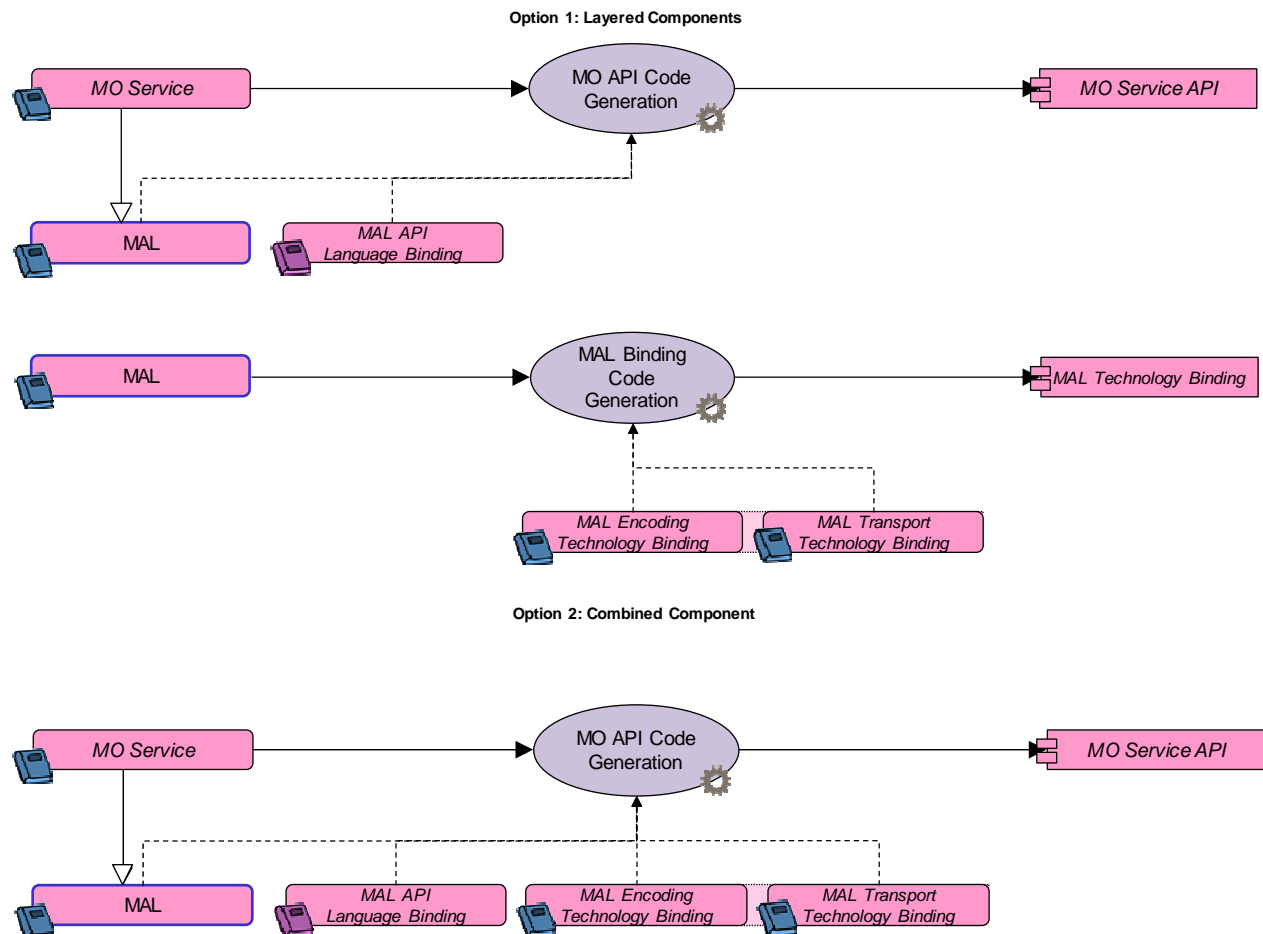 Option 1: Layered Components
MO Service
MO API Code
Generation
MO Service API
MAL
MAL API
Language Binding
MAL
MAL Binding
Code
Generation
MAL Technology Binding
MAL Encoding
Technology Binding
MAL Transport
Technology Binding
Option 2: Combined Component
MO Service
MO API Code
Generation
MO Service API
MAL
MAL API
Language Binding
MAL Encoding
Technology Binding
MAL Transport
Technology Binding